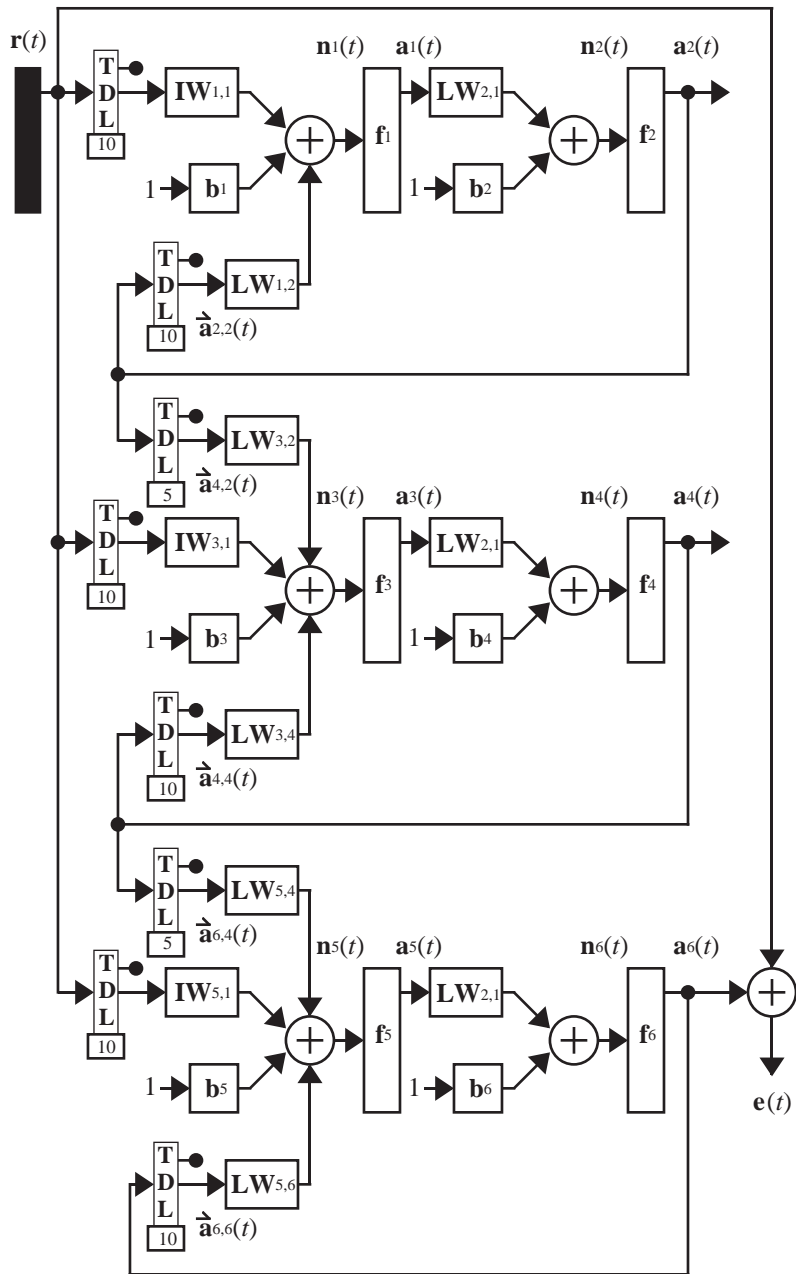 r(t)
n1(t) a1(t) n2(t) a2(t)
T
D
L
10
IW1,1
f1
LW2,1
f2
1
b1
1
b2
T
D
L
10
LW1,2
a2,2(t)
T
D
L
5
LW3,2
a4,2(t)
n3(t) a3(t) n4(t) a4(t)
T
D
L
10
IW3,1
f3
LW2,1
f4
1
b3
1
b4
T
D
L
10
LW3,4
a4,4(t)
T
D
L
5
LW5,4
a6,4(t)
n5(t) a5(t) n6(t) a6(t)
T
D
L
10
IW5,1
f5
LW2,1
f6
1
b5
1
b6
e(t)
T
D
L
10
LW5,6
a6,6(t)